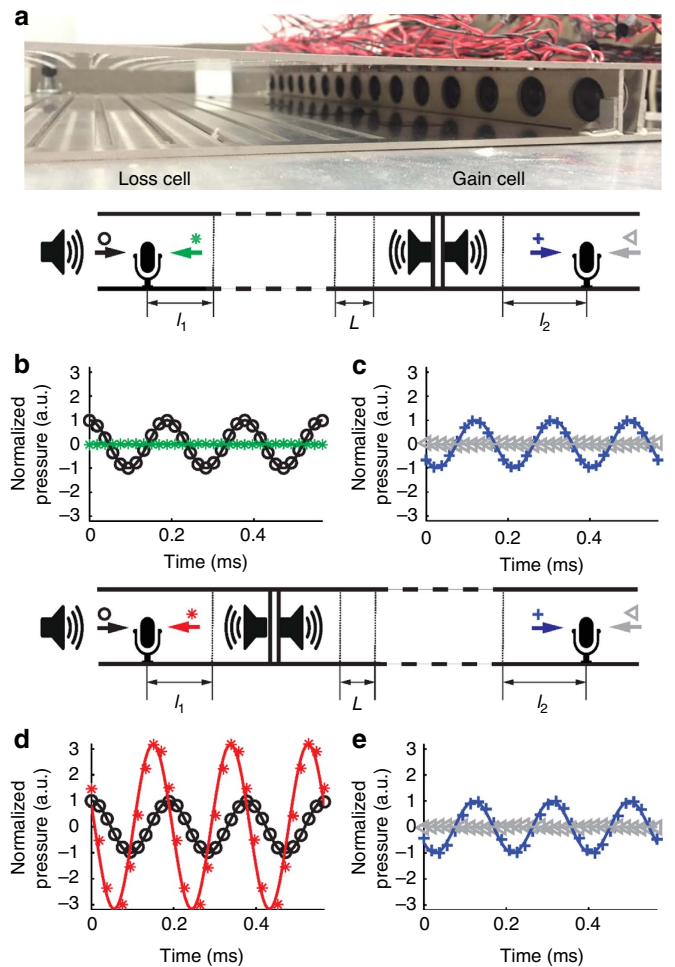 a
Loss cell
Gain cell
l1
L
l2
b
c
Normalized
pressure (a.u.)
3
2
1
0
–1
–2
–3
0
0.2
0.4
Time (ms)
Normalized
pressure (a.u.)
3
2
1
0
–1
–2
–3
0
0.2
0.4
Time (ms)
l1
L
l2
d
e
Normalized
pressure (a.u.)
3
2
1
0
–1
–2
–3
0
0.2
0.4
Time (ms)
Normalized
pressure (a.u.)
3
2
1
0
–1
–2
–3
0
0.2
0.4
Time (ms)